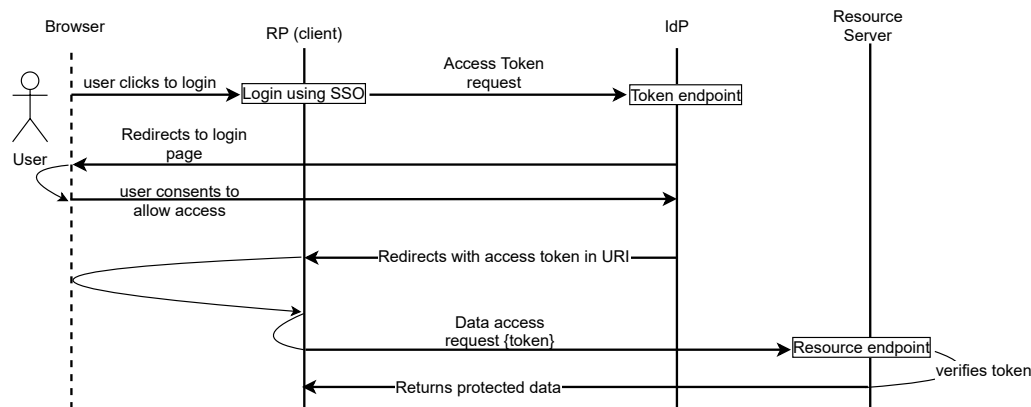 Browser
RP (client)
IdP
Resource
Server
user clicks to login
Login using SSO
Access Token
request
Token endpoint
User
Redirects to login
page
user consents to
allow access
Redirects with access token in URI
Data access
request {token}
Resource endpoint
verifies token
Returns protected data